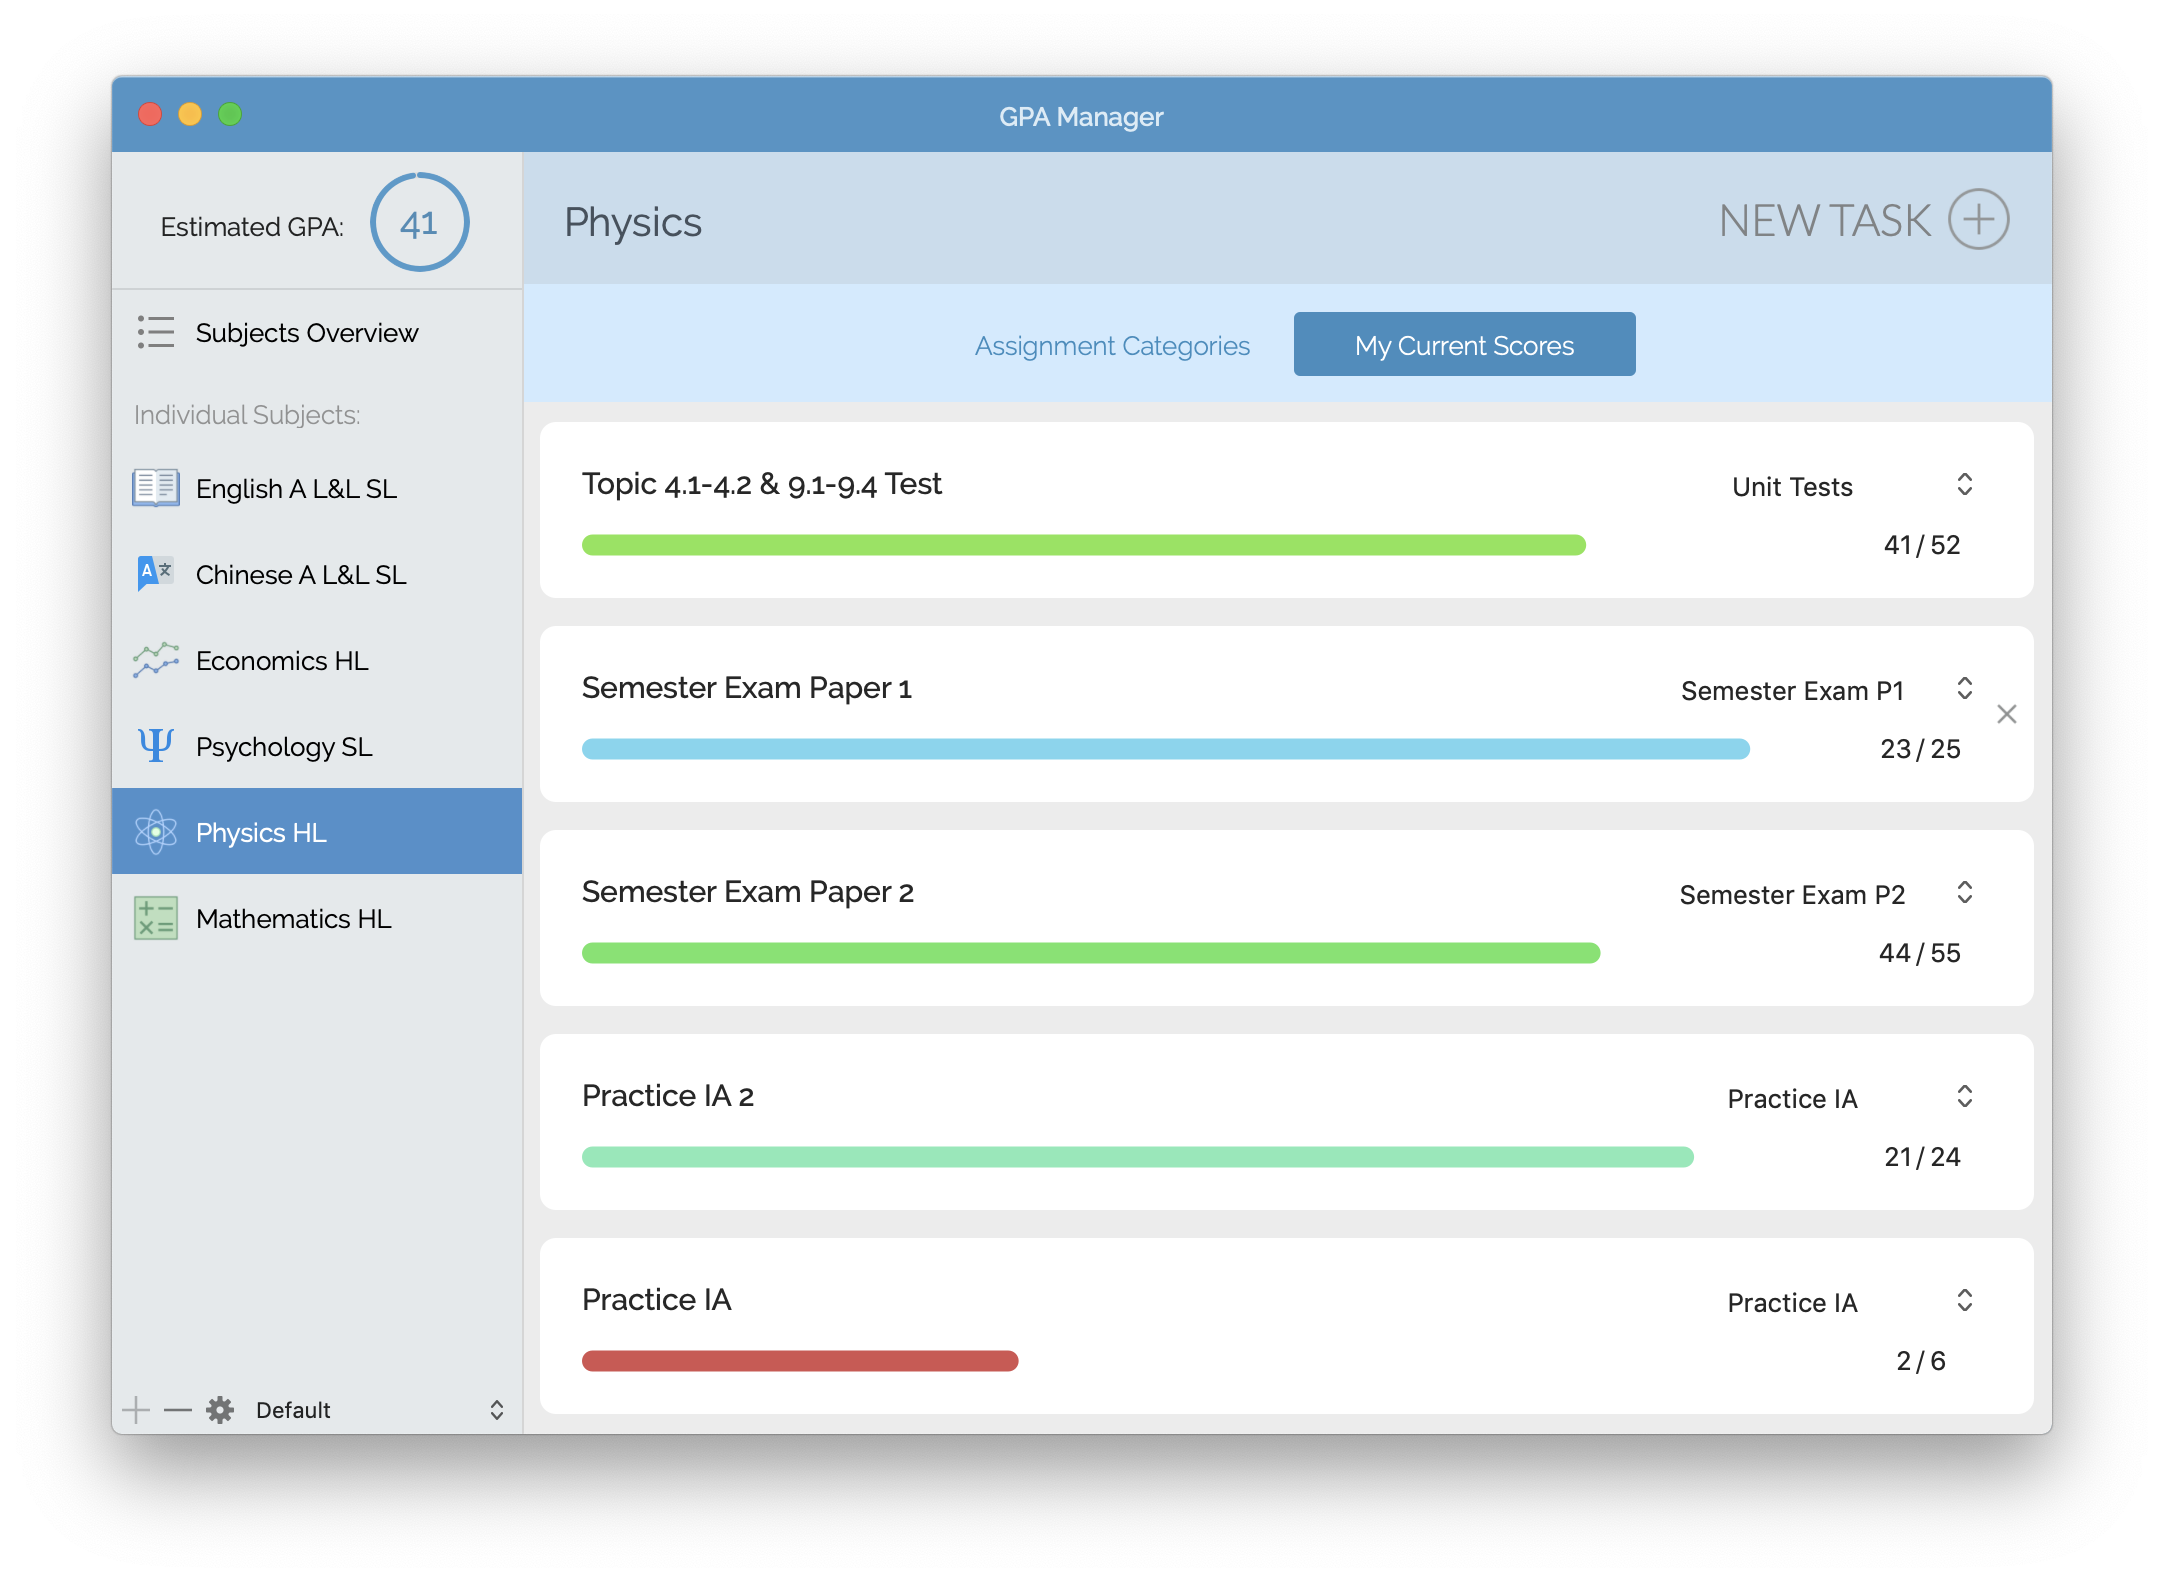 GPA Manager
Estimated GPA: 41
Subjects Overview
Individual Subjects:
English A L&L SL
Chinese A L&L SL
Economics HL
Psychology SL
Physics HL
Mathematics HL
Default
Physics
NEW TASK
Assignment Categories
My Current Scores
Topic 4.1-4.2 & 9.1-9.4 Test
Unit Tests
41 / 52
Semester Exam Paper 1
Semester Exam P1
23 / 25
Semester Exam Paper 2
Semester Exam P2
44 / 55
Practice IA 2
Practice IA
21 / 24
Practice IA
Practice IA
2 / 6